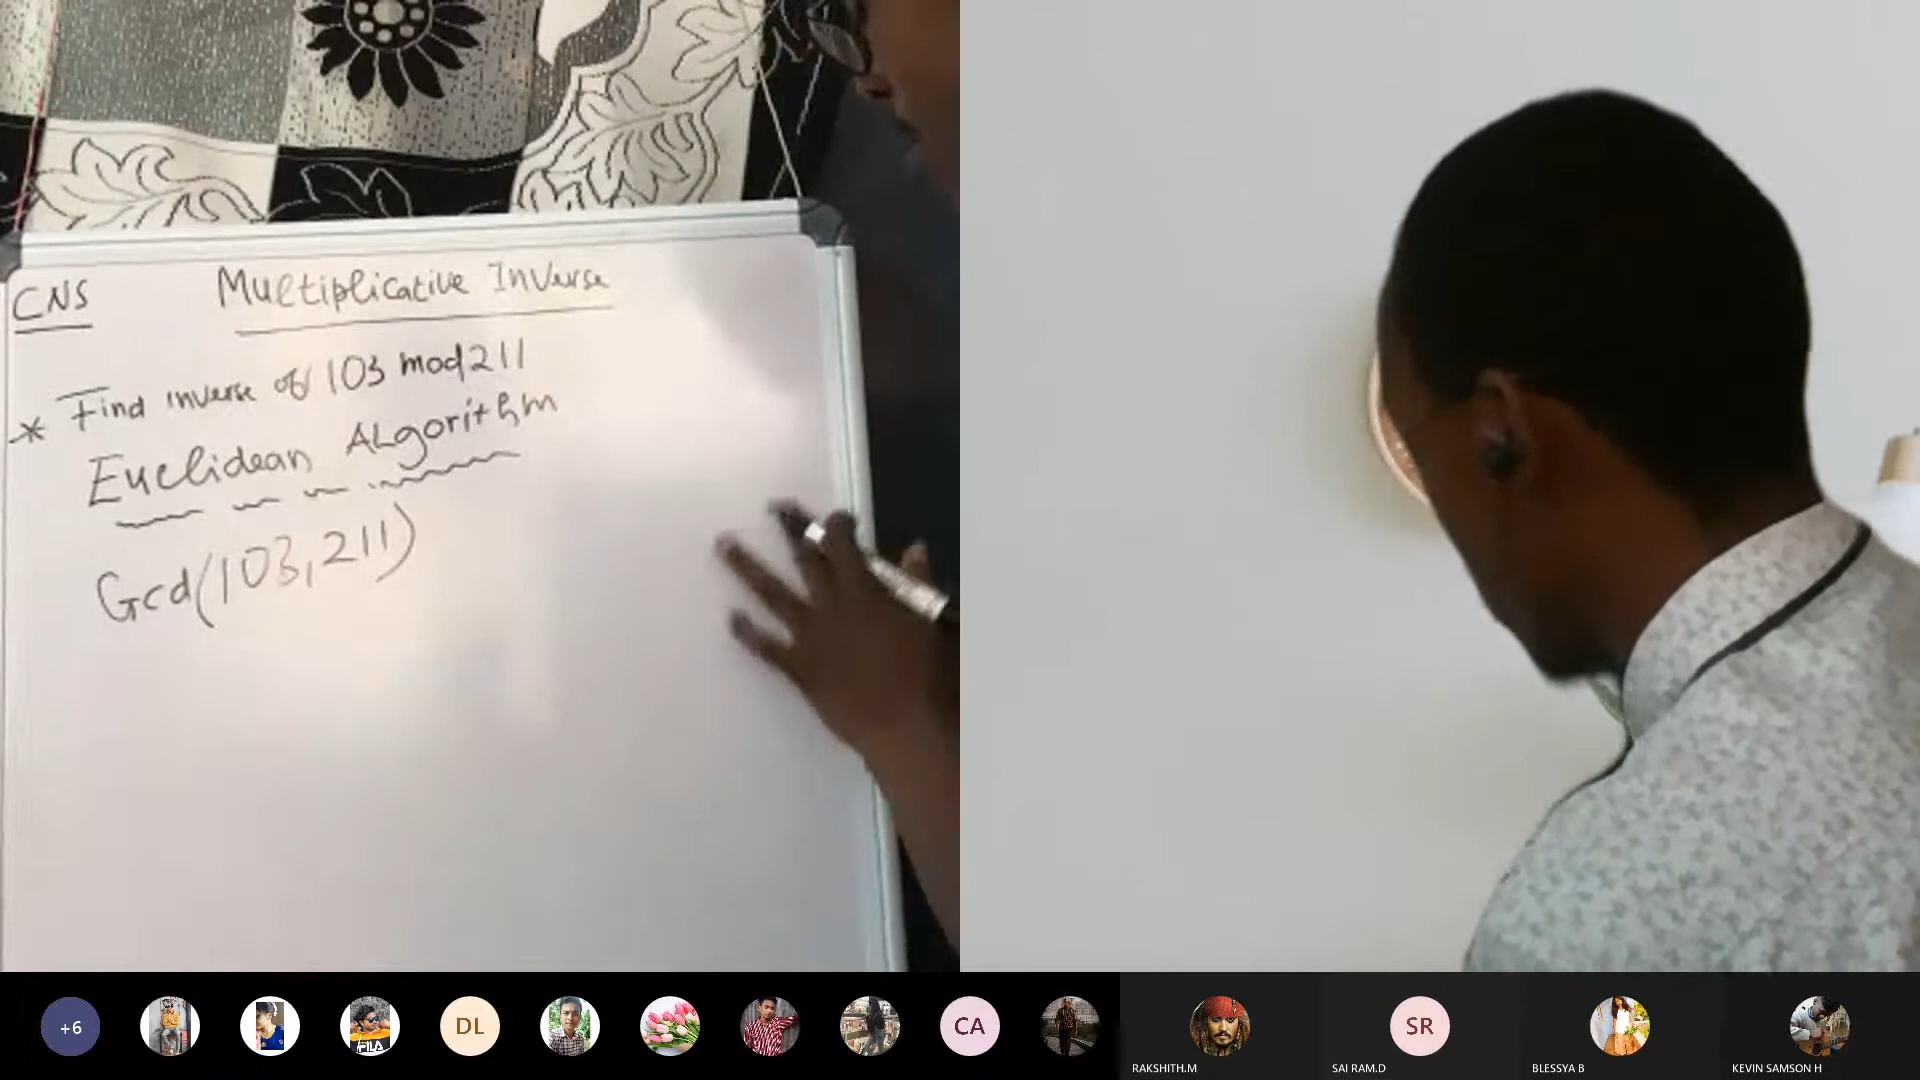 CNS
Multiplicative Inverse
* Find inverse of 103 mod 211
Euclidean ALgorithm
Gcd(103,211)
FILA
+6
DL
CA
SR
RAKSHITH.M
SAI RAM.D
BLESSYA B
KEVIN SAMSON H